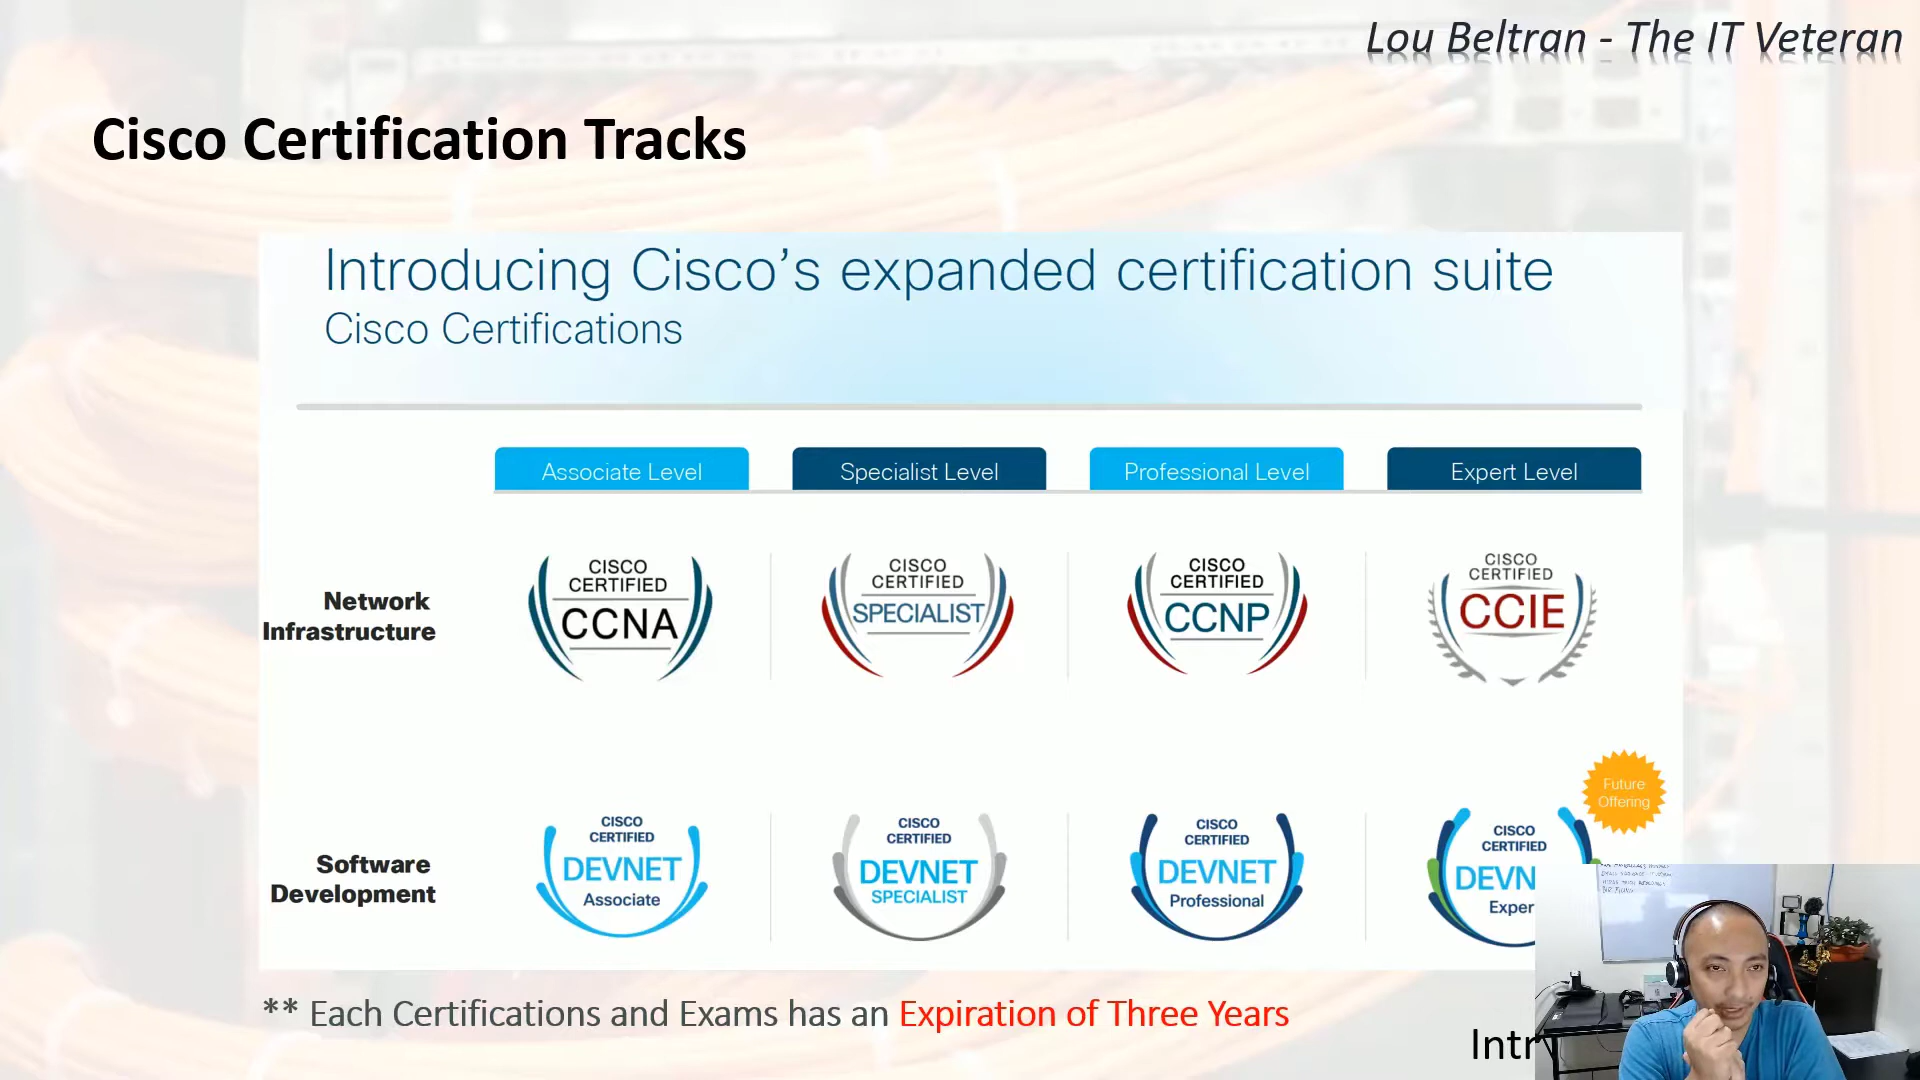 Lou Beltran - The IT Veteran
Cisco Certification Tracks
Introducing Cisco's expanded certification suite
Cisco Certifications
Associate Level
Specialist Level
Professional Level
Expert Level
Network
Infrastructure
CISCO
CERTIFIED
CCNA
CISCO
CERTIFIED
SPECIALIST
CISCO
CERTIFIED
CCNP
CISCO
CERTIFIED
CCIE
Future
Offering
Software
Development
CISCO
CERTIFIED
DEVNET
Associate
CISCO
CERTIFIED
DEVNET
SPECIALIST
CISCO
CERTIFIED
DEVNET
Professional
CISCO
CERTIFIED
DEVN
Exper
** Each Certifications and Exams has an Expiration of Three Years
Intr